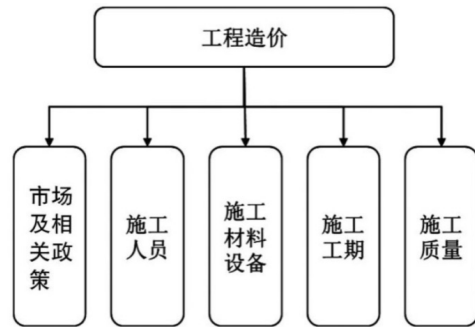 工程造价
市场
及相
关政
策
施工
人员
施工
材料
设备
施工
工期
施工
质量